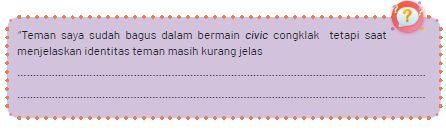 "Teman saya sudah bagus dalam bermain civic congklak tetapi saat
menjelaskan identitas teman masih kurang jelas
................................................................................................................................
................................................................................................................................
?